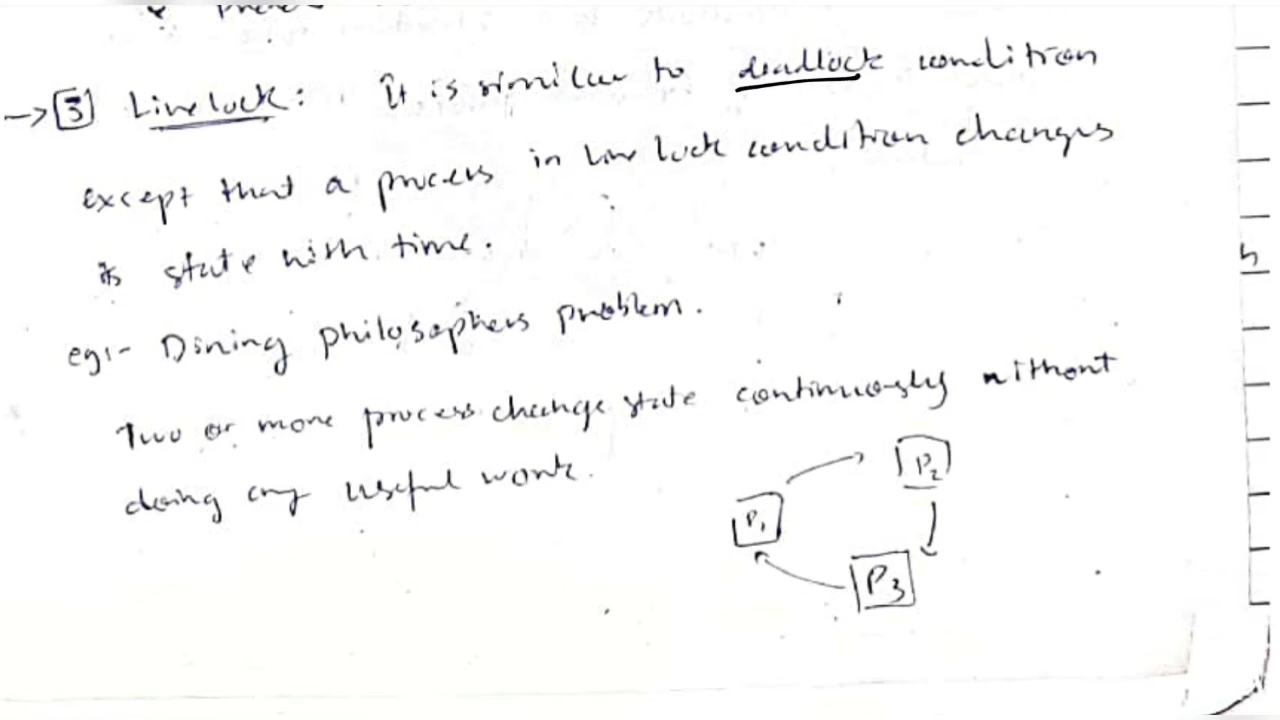 → 3 Live lock: It is similar to deadlock condition
except that a process in live lock condition changes
its state with time.
eg:- Dining philosophers problem.
Two or more process change state continuously without
doing any useful work.
P2
P1
P3